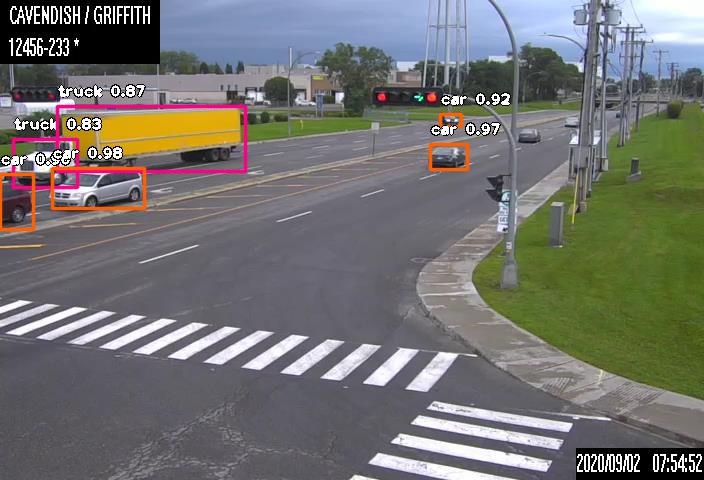 CAVENDISH / GRIFFITH
12456-233 *
truck 0.87
car 0.92
truck 0.83
car 0.97
car 0.98
2020/09/02 07:54:52